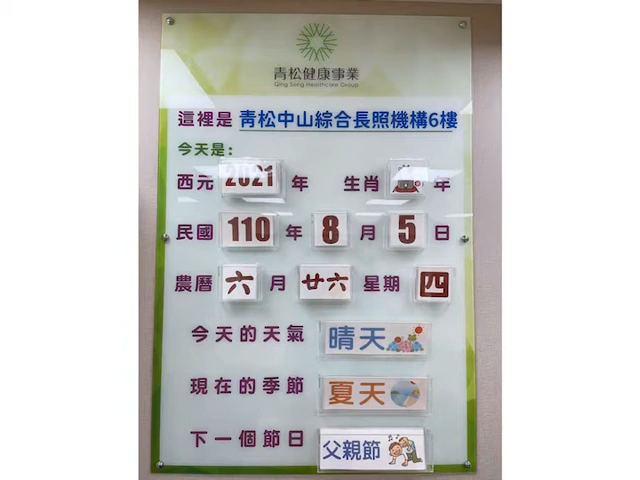 青松健康事業
Qing Song Healthcare Group
這裡是 青松中山綜合長照機構6樓
今天是:
西元 2021 年 生肖 年
民國 110 年 8 月 5 日
農曆 六 月 廿六 星期 四
今天的天氣 晴天
現在的季節 夏天
下一個節日 父親節